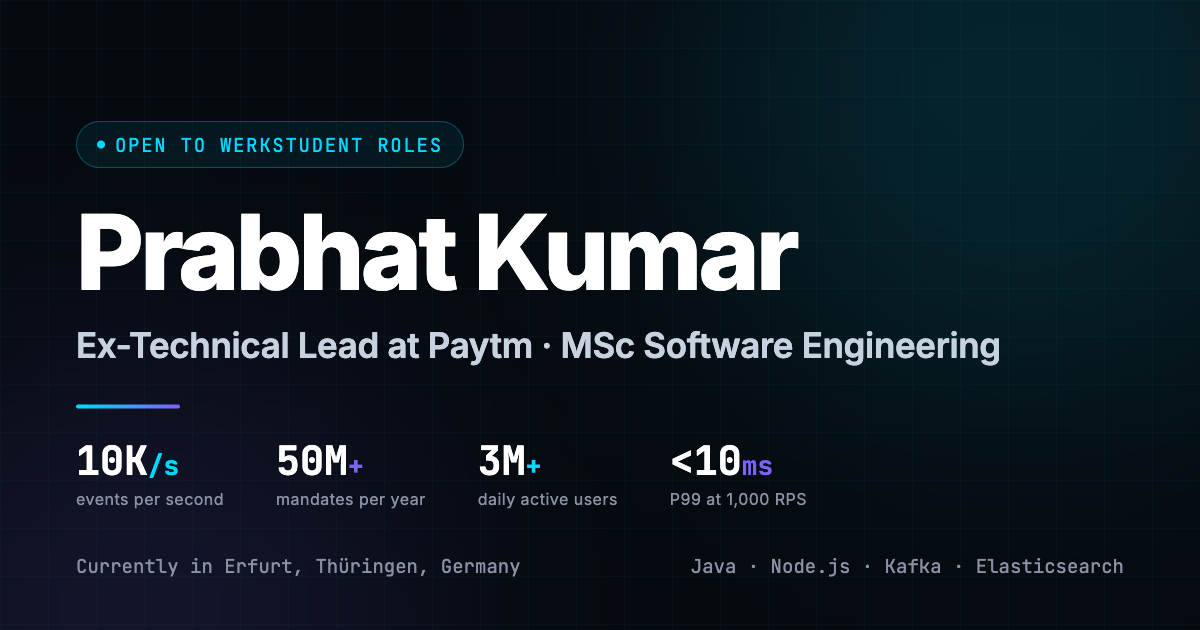 OPEN TO WERKSTUDENT ROLES
Prabhat Kumar
Ex-Technical Lead at Paytm · MSc Software Engineering
10K/s 50M+ 3M+ <10ms
events per second mandates per year daily active users P99 at 1,000 RPS
Currently in Erfurt, Thüringen, Germany Java · Node.js · Kafka · Elasticsearch